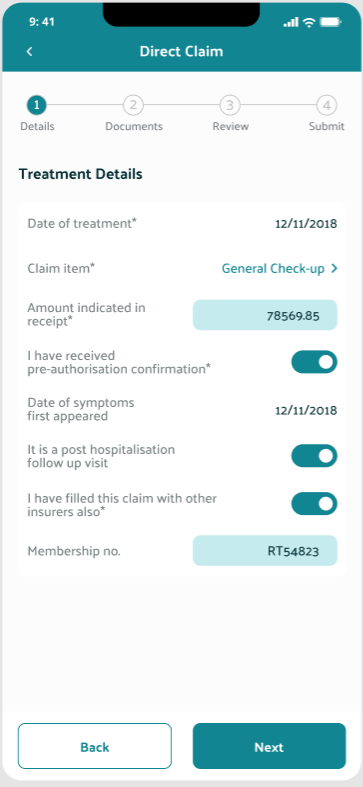 9: 41
Direct Claim
1 2 3 4
Details Documents Review Submit
Treatment Details
Date of treatment* 12/11/2018
Claim item* General Check-up
Amount indicated in
receipt* 78569.85
I have received
pre-authorisation confirmation*
Date of symptoms
first appeared 12/11/2018
It is a post hospitalisation
follow up visit
I have filled this claim with other
insurers also*
Membership no. RT54823
Back Next